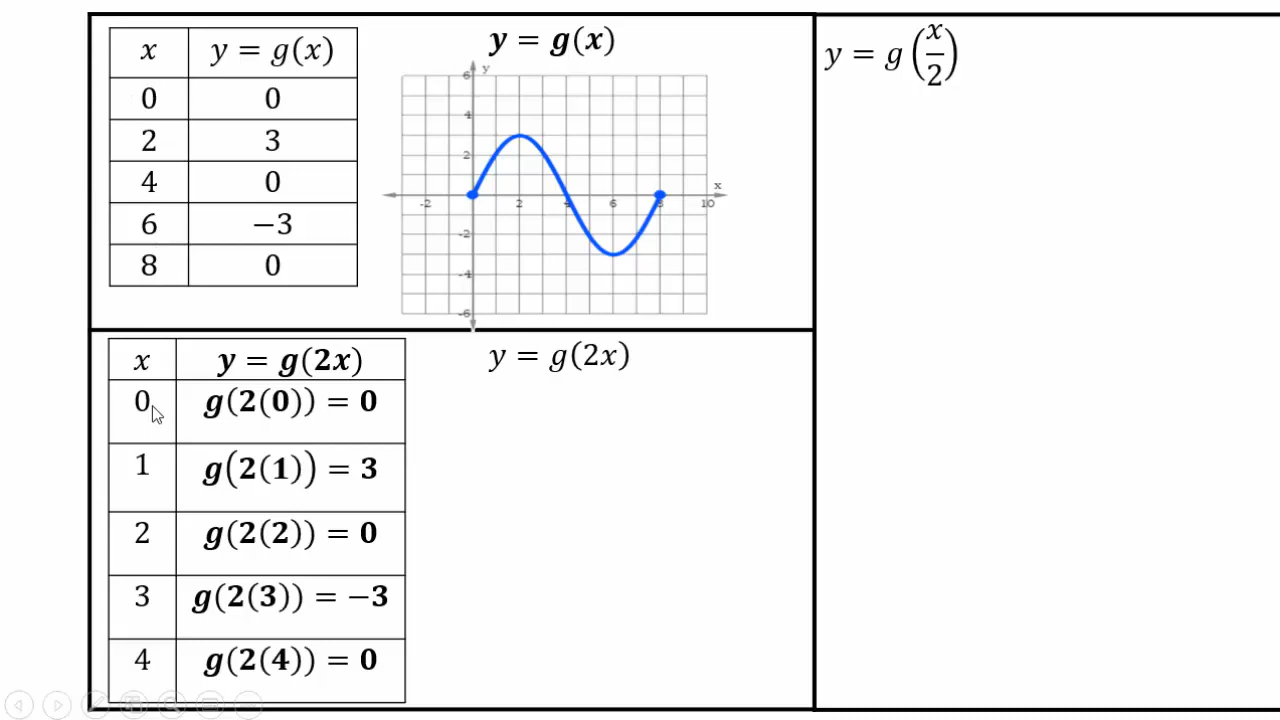 x y = g(x)
0 0
2 3
4 0
6 −3
8 0
y = g(x)
y
6
4
2
-2 2 4 6 8 10 x
-2
-4
-6
y = g(x/2)
x y = g(2x)
0 g(2(0)) = 0
1 g(2(1)) = 3
2 g(2(2)) = 0
3 g(2(3)) = −3
4 g(2(4)) = 0
y = g(2x)